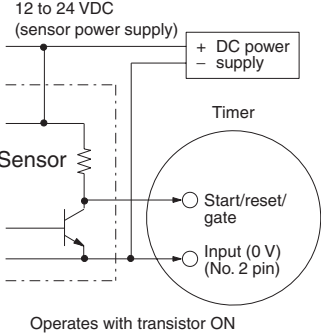 12 to 24 VDC
(sensor power supply)
+ DC power
− supply
Timer
Sensor
Start/reset/
gate
Input (0 V)
(No. 2 pin)
Operates with transistor ON